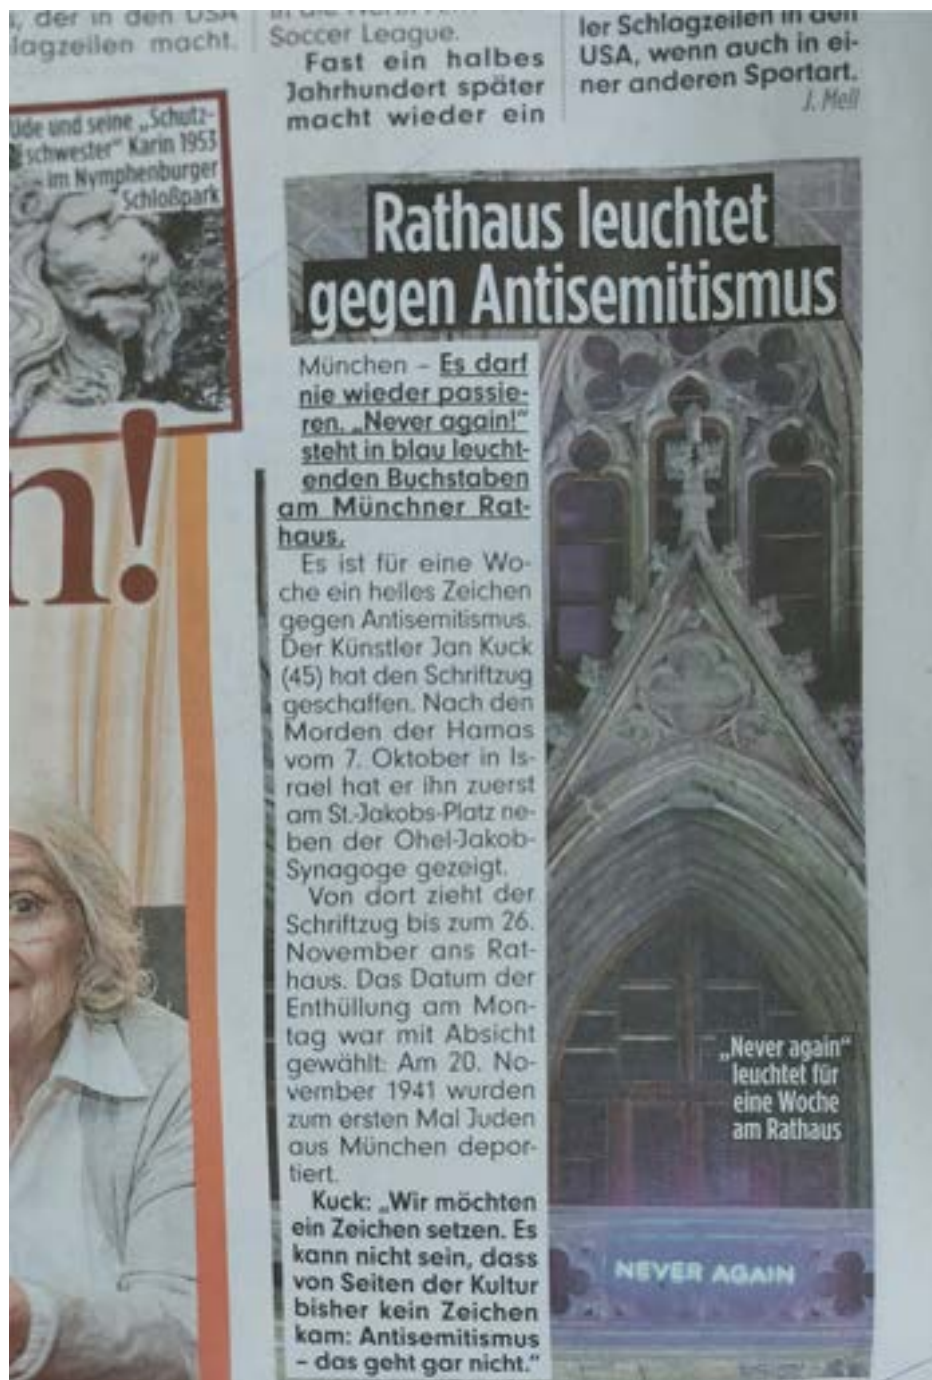 der in den USA
lagzeilen macht.
Soccer League.
Fast ein halbes
Jahrhundert später
macht wieder ein
ler Schlagzeilen in den
USA, wenn auch in ei-
ner anderen Sportart.
J. Mell
Ude und seine „Schutz-
schwester“ Karin 1953
im Nymphenburger
Schloßpark
n!
Rathaus leuchtet
gegen Antisemitismus
München – Es darf
nie wieder passie-
ren. „Never again!“
steht in blau leucht-
enden Buchstaben
am Münchner Rat-
haus.
Es ist für eine Wo-
che ein helles Zeichen
gegen Antisemitismus.
Der Künstler Jan Kuck
(45) hat den Schriftzug
geschaffen. Nach den
Morden der Hamas
vom 7. Oktober in Is-
rael hat er ihn zuerst
am St.-Jakobs-Platz ne-
ben der Ohel-Jakob-
Synagoge gezeigt.
Von dort zieht der
Schriftzug bis zum 26.
November ans Rat-
haus. Das Datum der
Enthüllung am Mon-
tag war mit Absicht
gewählt: Am 20. No-
vember 1941 wurden
zum ersten Mal Juden
aus München depor-
tiert.
Kuck: „Wir möchten
ein Zeichen setzen. Es
kann nicht sein, dass
von Seiten der Kultur
bisher kein Zeichen
kam: Antisemitismus
– das geht gar nicht.“
„Never again“
leuchtet für
eine Woche
am Rathaus
NEVER AGAIN